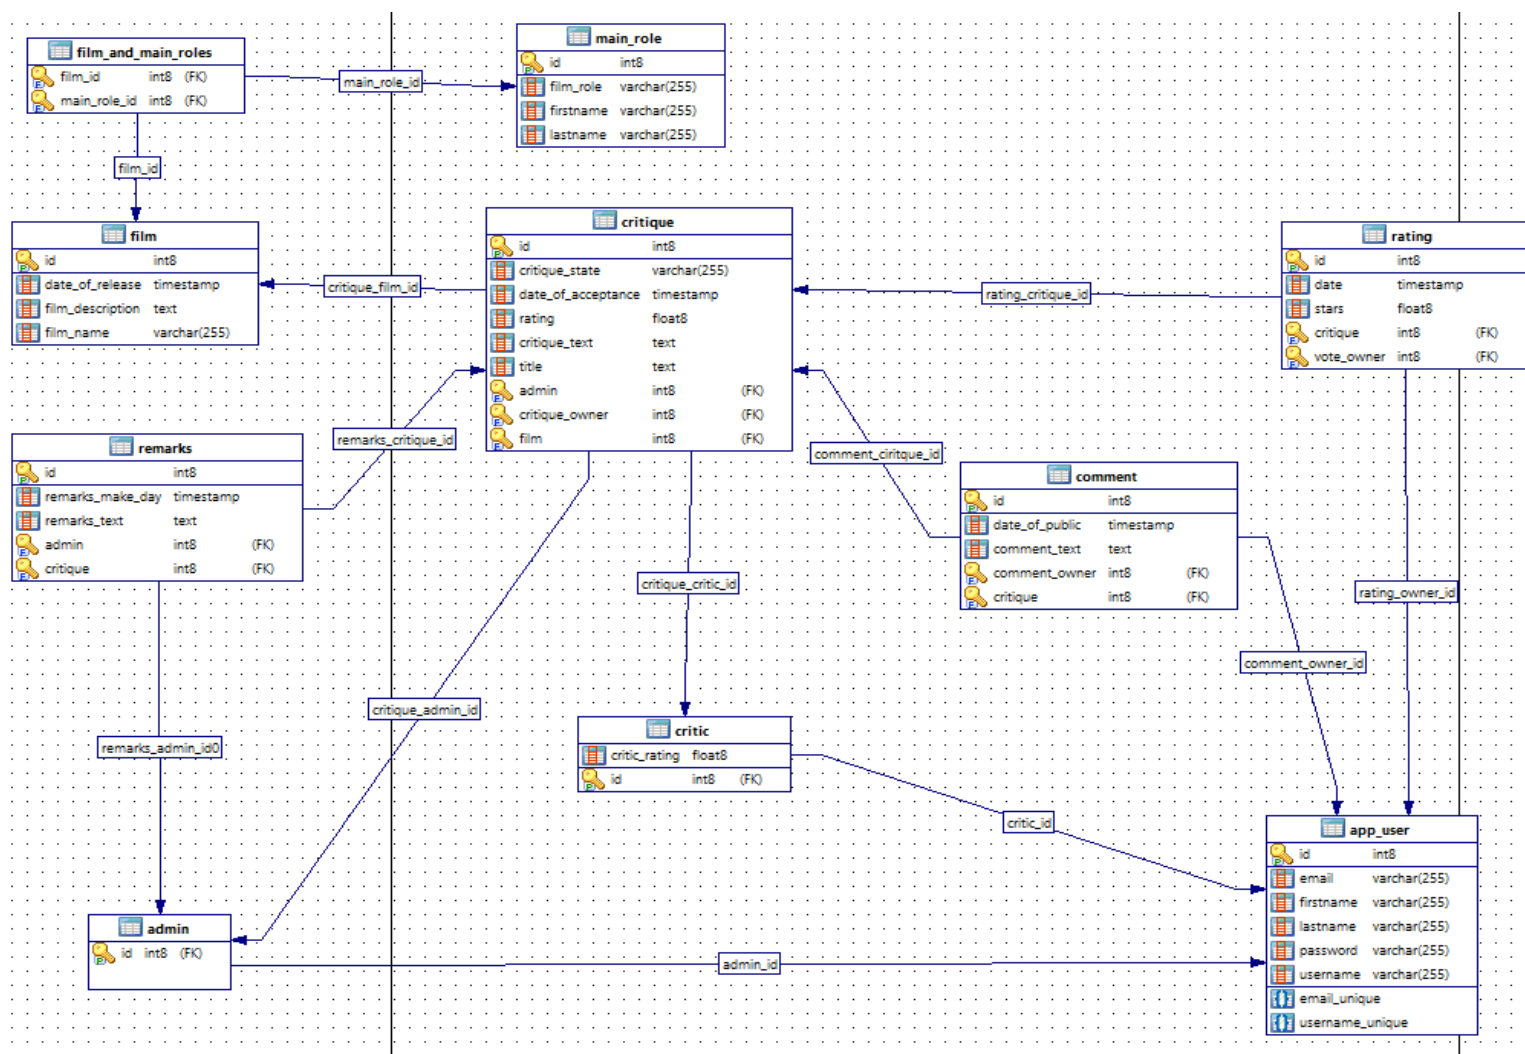 film_and_main_roles
film_id int8 (FK)
main_role_id int8 (FK)
main_role_id
main_role
id int8
film_role varchar(255)
firstname varchar(255)
lastname varchar(255)
film_id
film
id int8
date_of_release timestamp
film_description text
film_name varchar(255)
critique_film_id
critique
id int8
critique_state varchar(255)
date_of_acceptance timestamp
rating float8
critique_text text
title text
admin int8 (FK)
critique_owner int8 (FK)
film int8 (FK)
rating_critique_id
rating
id int8
date timestamp
stars float8
critique int8 (FK)
vote_owner int8 (FK)
remarks
id int8
remarks_make_day timestamp
remarks_text text
admin int8 (FK)
critique int8 (FK)
remarks_critique_id
comment_ciritque_id
comment
id int8
date_of_public timestamp
comment_text text
comment_owner int8 (FK)
critique int8 (FK)
critique_critic_id
rating_owner_id
comment_owner_id
critique_admin_id
remarks_admin_id0
critic
critic_rating float8
id int8 (FK)
critic_id
app_user
id int8
email varchar(255)
firstname varchar(255)
lastname varchar(255)
password varchar(255)
username varchar(255)
email_unique
username_unique
admin
id int8 (FK)
admin_id